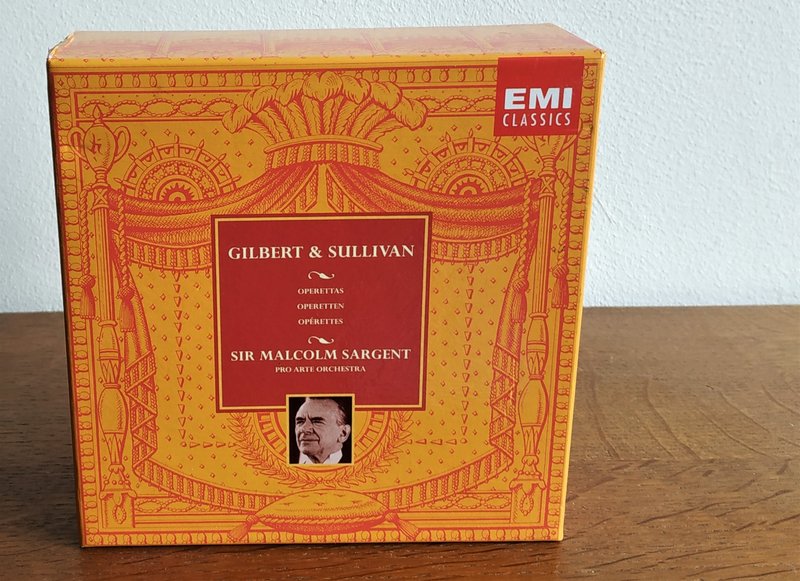 EMI
CLASSICS
GILBERT & SULLIVAN
OPERETTAS
OPERETTEN
OPÉRETTES
SIR MALCOLM SARGENT
PRO ARTE ORCHESTRA